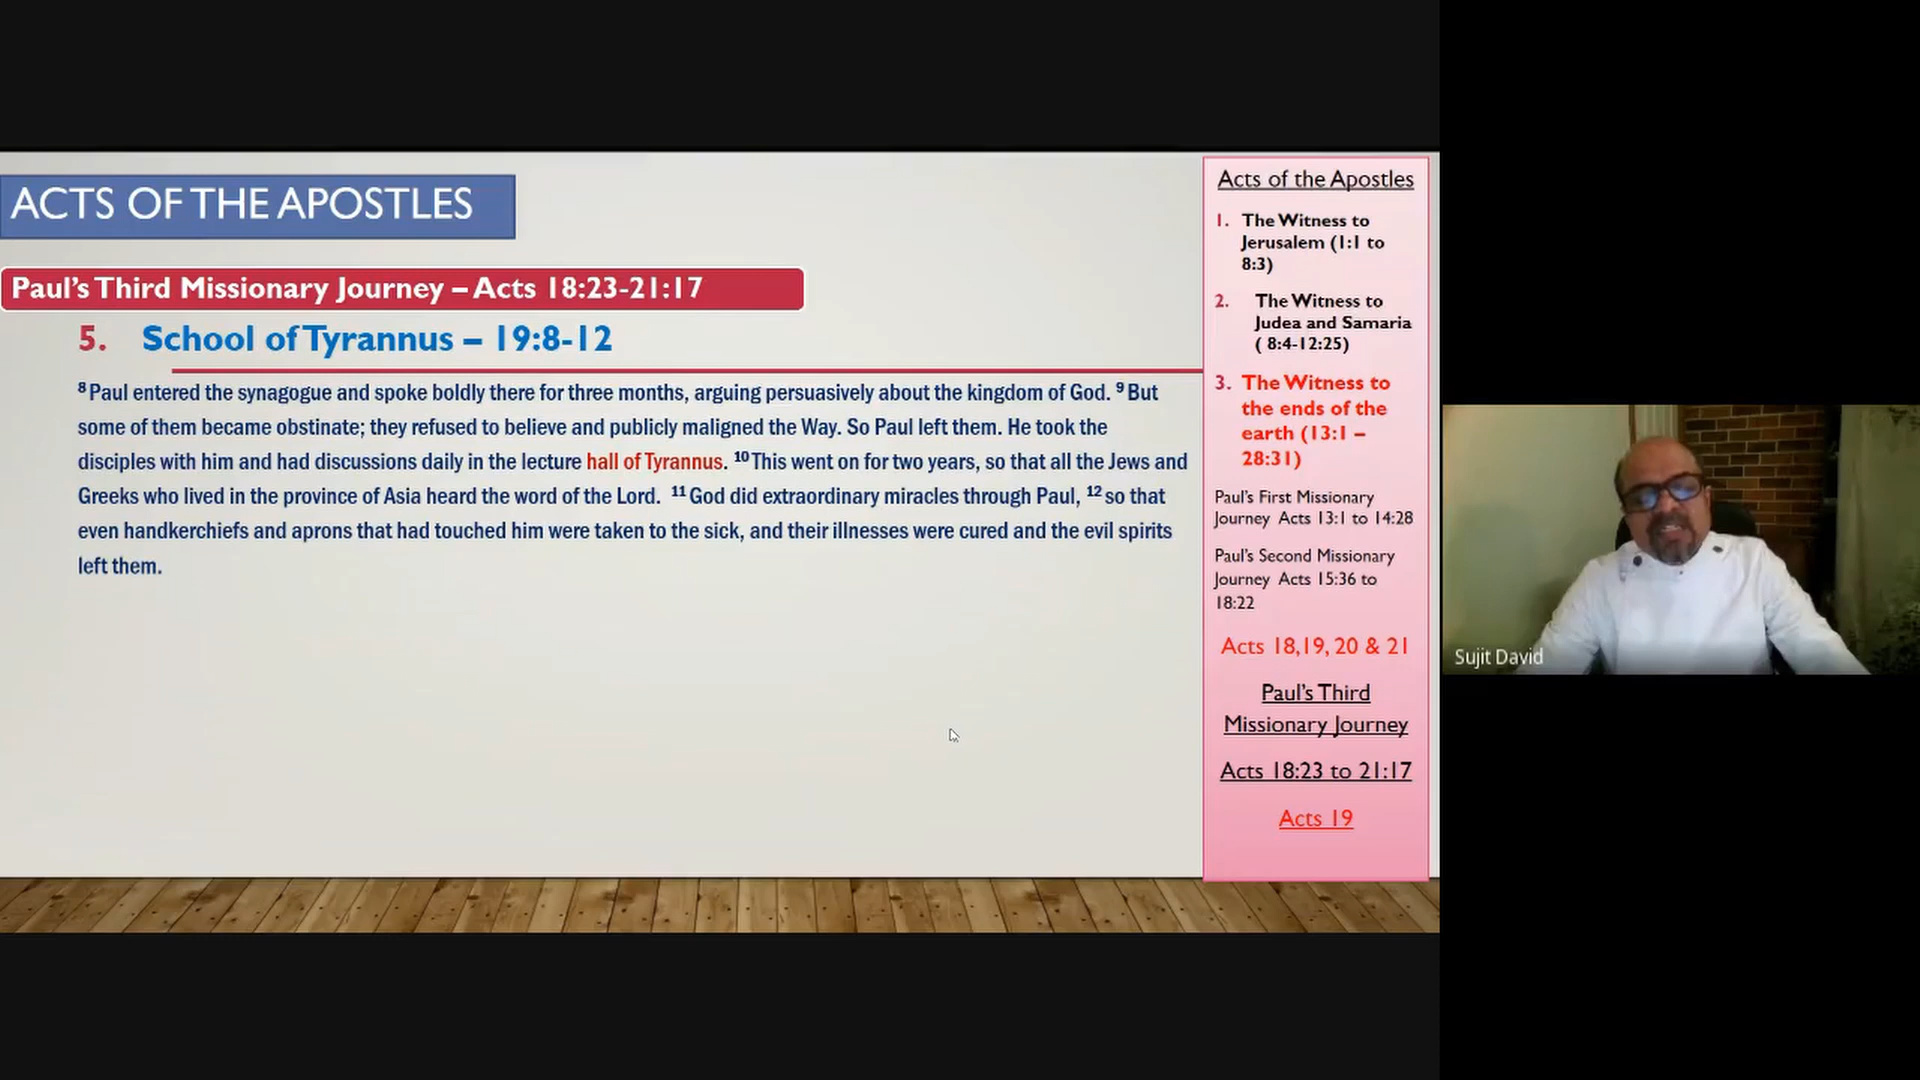 ACTS OF THE APOSTLES
Paul's Third Missionary Journey – Acts 18:23-21:17
5. School of Tyrannus – 19:8-12
8 Paul entered the synagogue and spoke boldly there for three months, arguing persuasively about the kingdom of God. 9 But
some of them became obstinate; they refused to believe and publicly maligned the Way. So Paul left them. He took the
disciples with him and had discussions daily in the lecture hall of Tyrannus. 10 This went on for two years, so that all the Jews and
Greeks who lived in the province of Asia heard the word of the Lord. 11 God did extraordinary miracles through Paul, 12 so that
even handkerchiefs and aprons that had touched him were taken to the sick, and their illnesses were cured and the evil spirits
left them.
Acts of the Apostles
1. The Witness to
Jerusalem (1:1 to
8:3)
2. The Witness to
Judea and Samaria
( 8:4-12:25)
3. The Witness to
the ends of the
earth (13:1 –
28:31)
Paul's First Missionary
Journey Acts 13:1 to 14:28
Paul's Second Missionary
Journey Acts 15:36 to
18:22
Acts 18,19, 20 & 21
Paul's Third
Missionary Journey
Acts 18:23 to 21:17
Acts 19
Sujit David